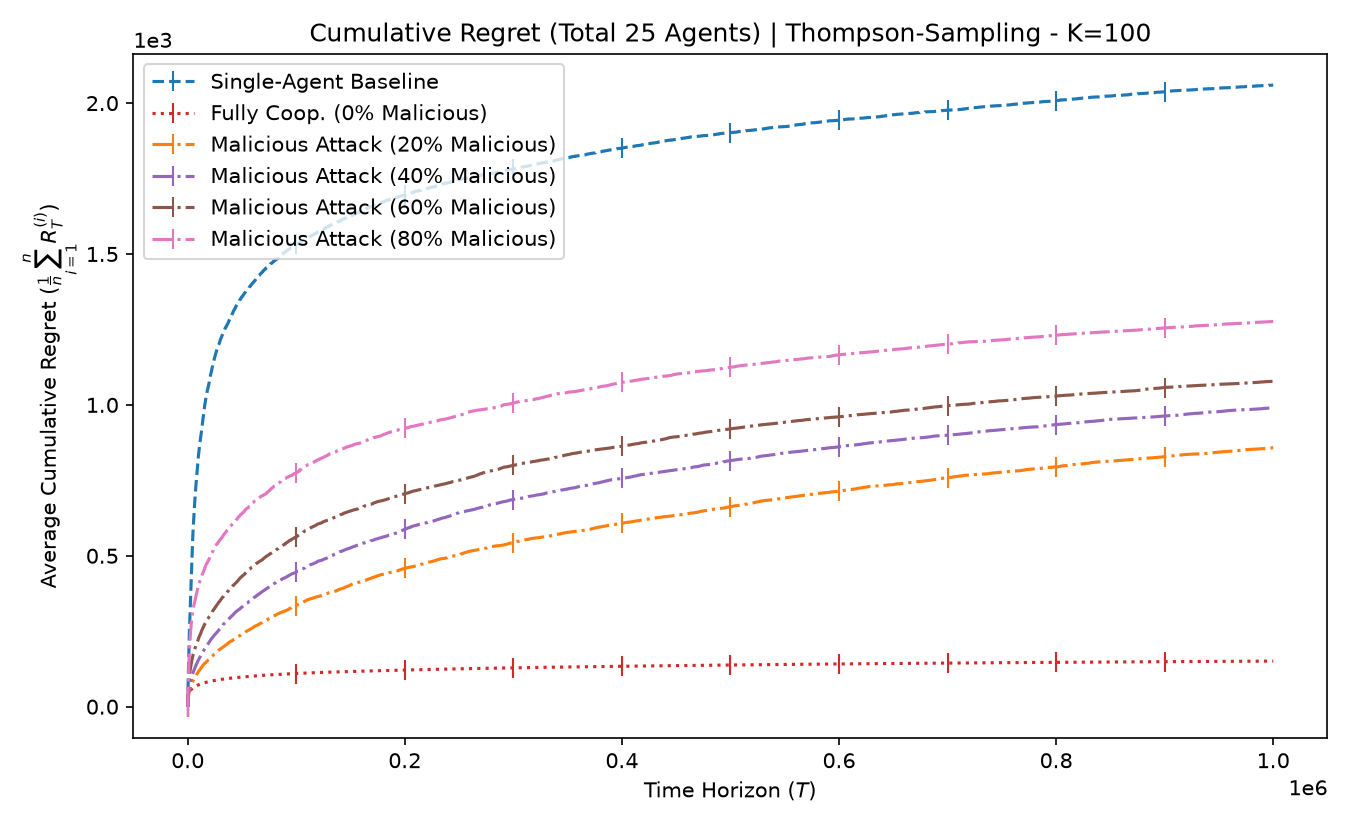 Cumulative Regret (Total 25 Agents) | Thompson-Sampling - K=100
1e3
Single-Agent Baseline
Fully Coop. (0% Malicious)
Malicious Attack (20% Malicious)
Malicious Attack (40% Malicious)
Malicious Attack (60% Malicious)
Malicious Attack (80% Malicious)
2.0
1.5
1.0
0.5
0.0
Average Cumulative Regret ($\frac{1}{n}\sum_{i=1}^{n} R_T^{(i)}$)
0.0 0.2 0.4 0.6 0.8 1.0
1e6
Time Horizon (T)